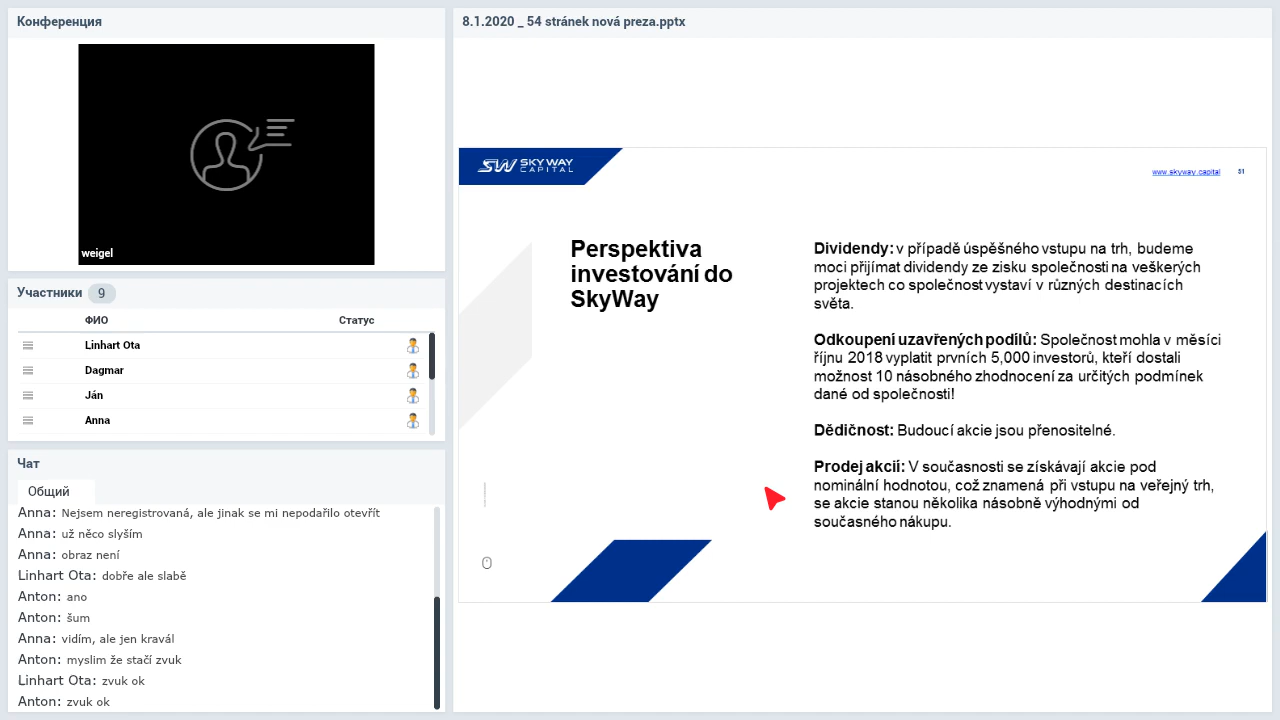 Конференция
weigel
Участники 9
ФИО Статус
Linhart Ota
Dagmar
Ján
Anna
Чат
Общий
Anna: Nejsem neregistrovaná, ale jinak se mi nepodařilo otevřít
Anna: už něco slyším
Anna: obraz není
Linhart Ota: dobře ale slabě
Anton: ano
Anton: šum
Anna: vidím, ale jen kravál
Anton: myslim že stačí zvuk
Linhart Ota: zvuk ok
Anton: zvuk ok
8.1.2020 _ 54 stránek nová preza.pptx
SW SKY WAY
CAPITAL
www.skyway.capital 51
Perspektiva
investování do
SkyWay
Dividendy: v případě úspěšného vstupu na trh, budeme
moci přijímat dividendy ze zisku společnosti na veškerých
projektech co společnost vystaví v různých destinacích
světa.
Odkoupení uzavřených podílů: Společnost mohla v měsíci
říjnu 2018 vyplatit prvních 5,000 investorů, kteří dostali
možnost 10 násobného zhodnocení za určitých podmínek
dané od společnosti!
Dědičnost: Budoucí akcie jsou přenositelné.
Prodej akcií: V současnosti se získávají akcie pod
nominální hodnotou, což znamená při vstupu na veřejný trh,
se akcie stanou několika násobně výhodnými od
současného nákupu.